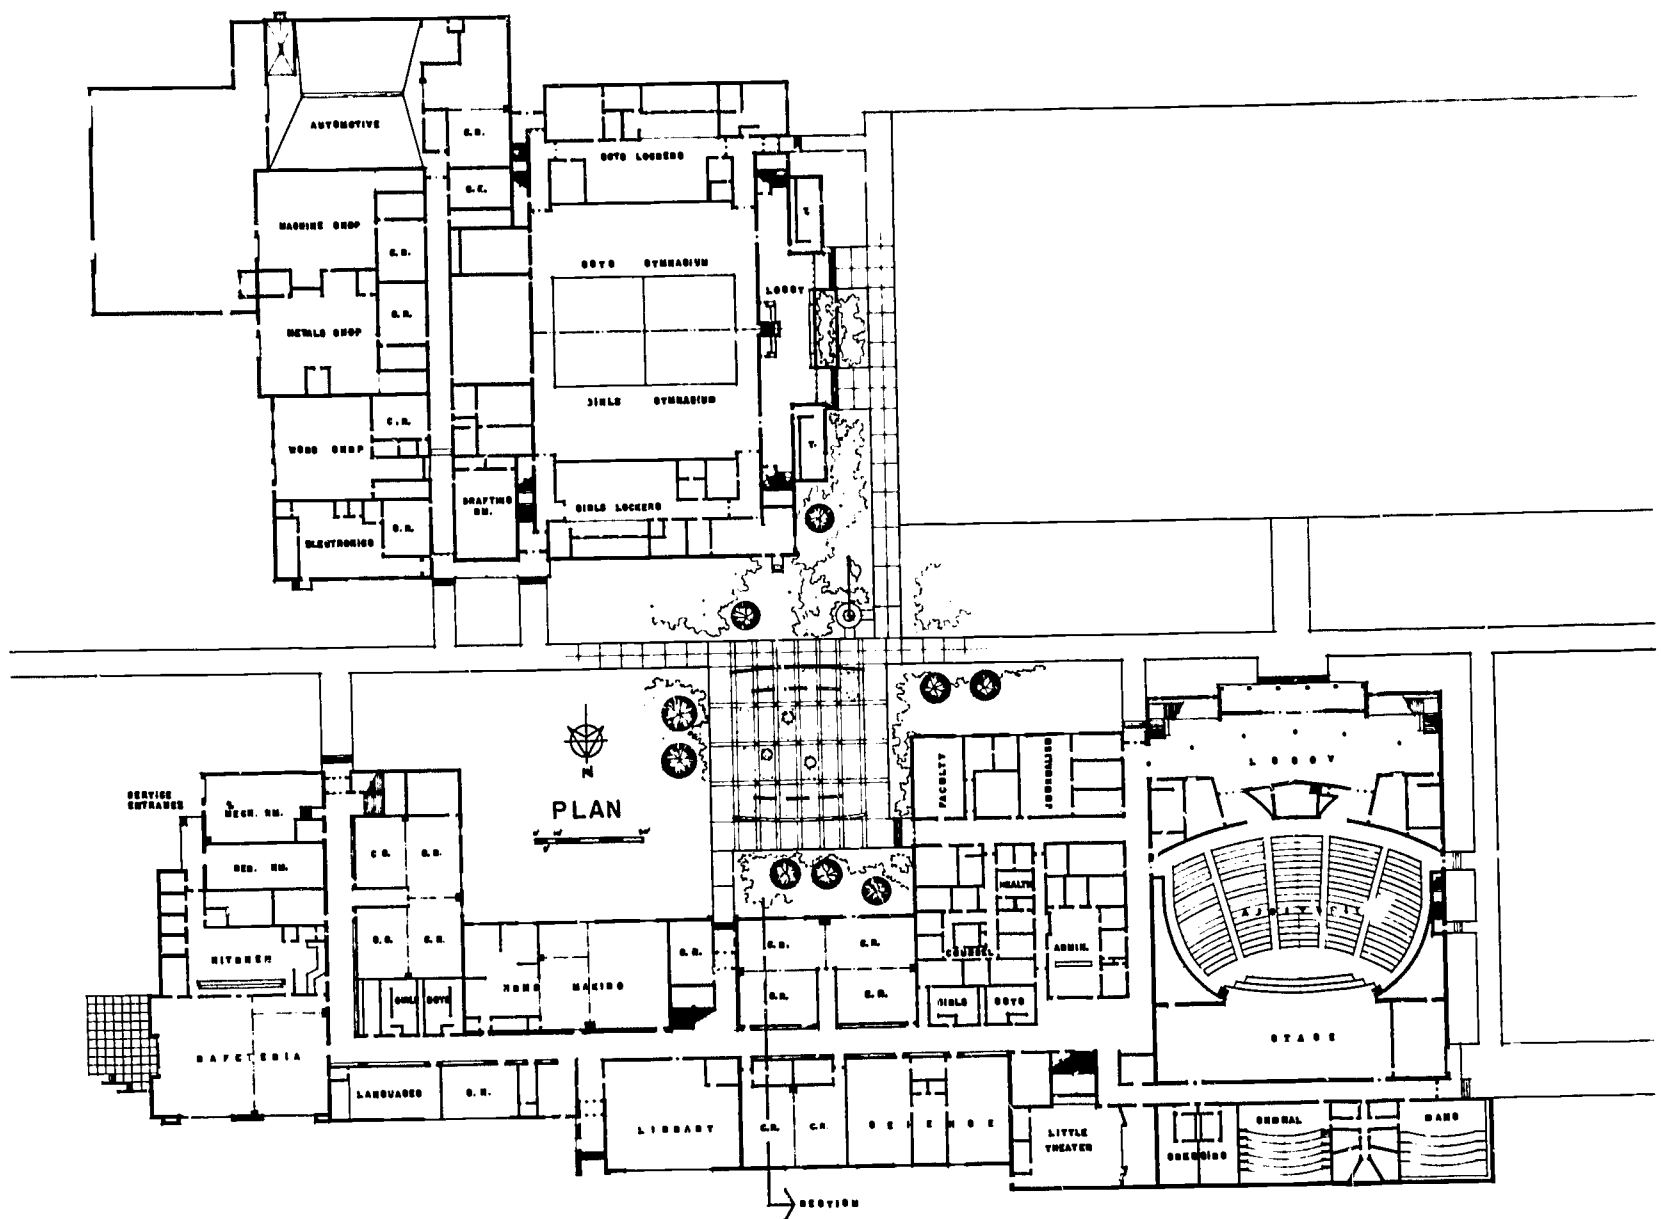 AUTOMOTIVE
C.R.
BOYS LOCKERS
C.R.
MACHINE SHOP
T.
C.R.
BOYS GYMNASIUM
LOBBY
C.R.
METALS SHOP
GIRLS GYMNASIUM
C.R.
WOOD SHOP
T.
DRAFTING
RM.
GIRLS LOCKERS
C.R.
ELECTRONICS
N
PLAN
SERVICE
ENTRANCE
MECH. RM.
FACULTY
JOURNALISM
LOBBY
C.R.
C.R.
HEALTH
AUDITORIUM
C.R.
C.R.
C.R.
C.R.
C.R.
ADMIN.
COUNSEL
KITCHEN
HOME MAKING
C.R.
C.R.
GIRLS
BOYS
GIRLS
BOYS
STAGE
CAFETERIA
LANGUAGES
C.R.
LIBRARY
C.R.
C.R.
SCIENCE
LITTLE
THEATER
DRESSING
CHORAL
BAND
SECTION